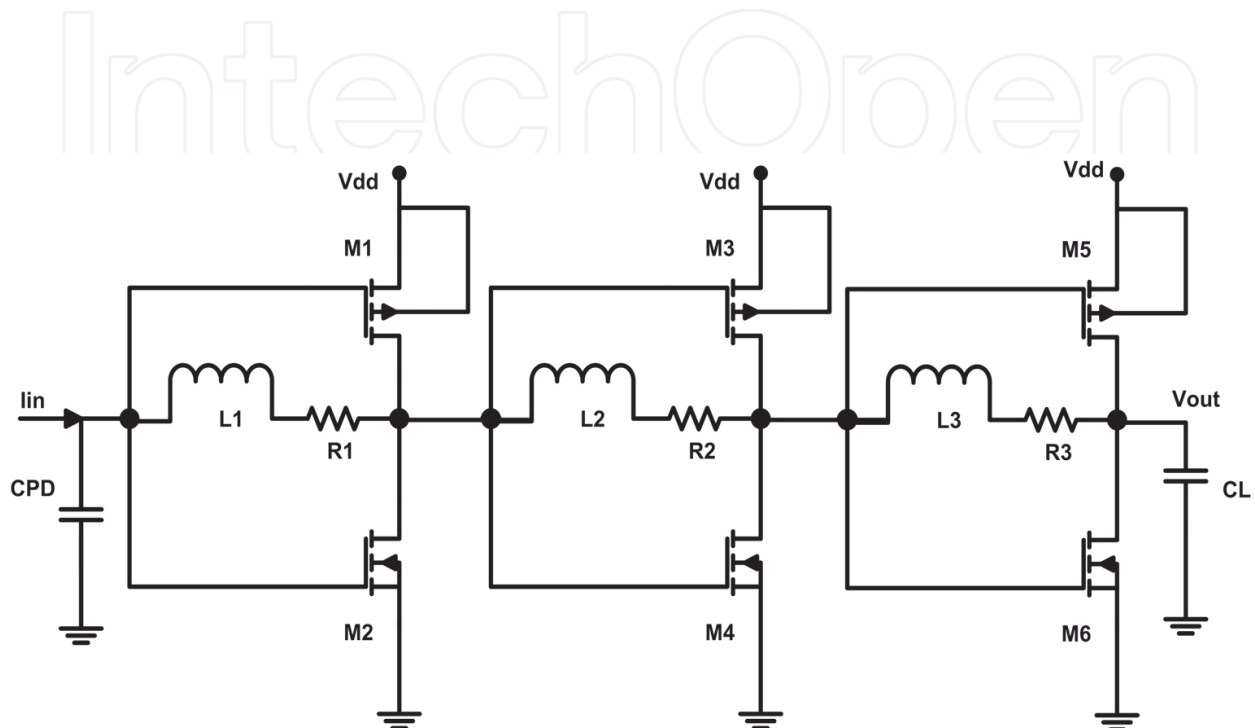 IntechOpen
Vdd Vdd Vdd
M1 M3 M5
Iin L1 R1 L2 R2 L3 R3 Vout
CPD CL
M2 M4 M6